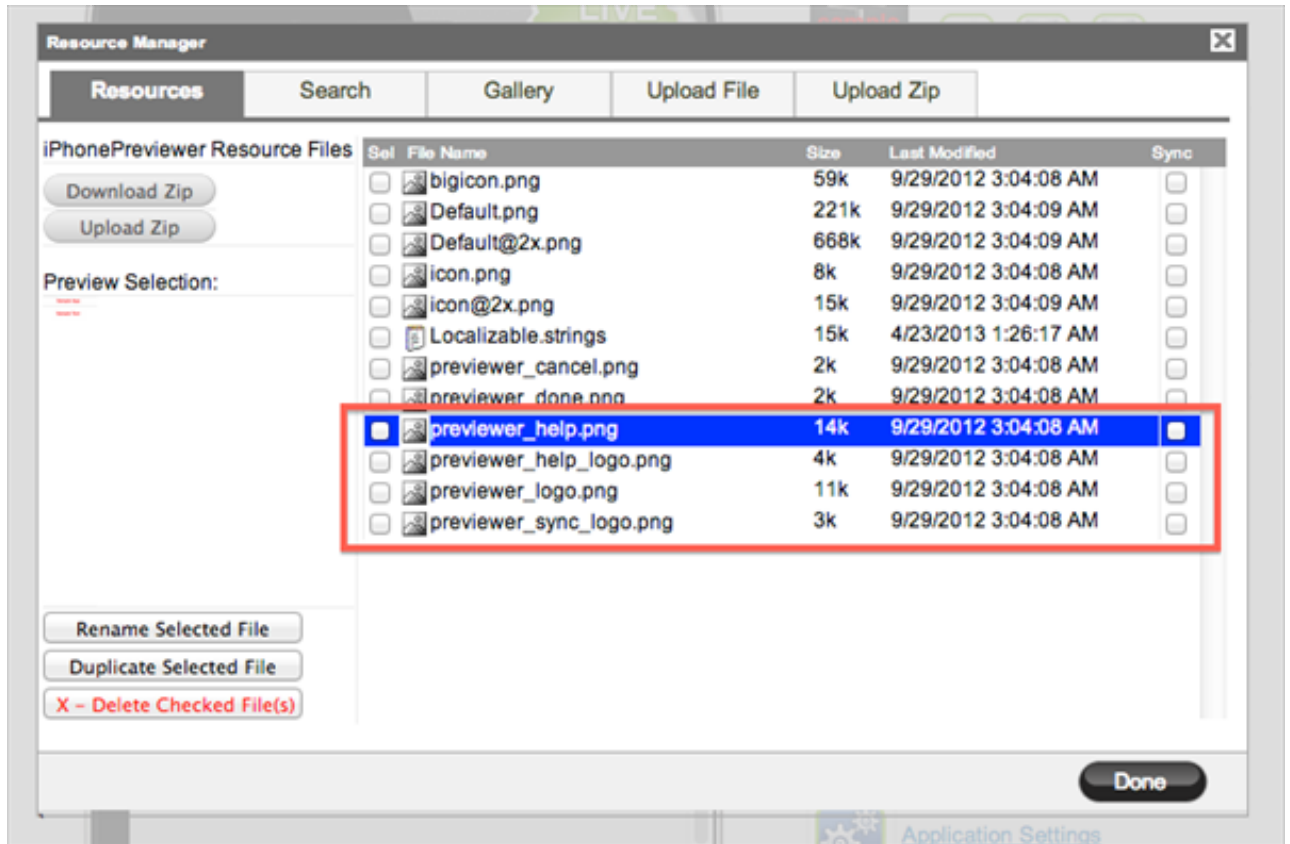 LIVE
Resource Manager
Resources Search Gallery Upload File Upload Zip
iPhonePreviewer Resource Files
Download Zip
Upload Zip
Preview Selection:
Sel File Name Size Last Modified Sync
bigicon.png 59k 9/29/2012 3:04:08 AM
Default.png 221k 9/29/2012 3:04:09 AM
Default@2x.png 668k 9/29/2012 3:04:09 AM
icon.png 8k 9/29/2012 3:04:08 AM
icon@2x.png 15k 9/29/2012 3:04:09 AM
Localizable.strings 15k 4/23/2013 1:26:17 AM
previewer_cancel.png 2k 9/29/2012 3:04:08 AM
previewer_done.png 2k 9/29/2012 3:04:08 AM
previewer_help.png 14k 9/29/2012 3:04:08 AM
previewer_help_logo.png 4k 9/29/2012 3:04:08 AM
previewer_logo.png 11k 9/29/2012 3:04:08 AM
previewer_sync_logo.png 3k 9/29/2012 3:04:08 AM
Rename Selected File
Duplicate Selected File
X – Delete Checked File(s)
Done
Application Settings